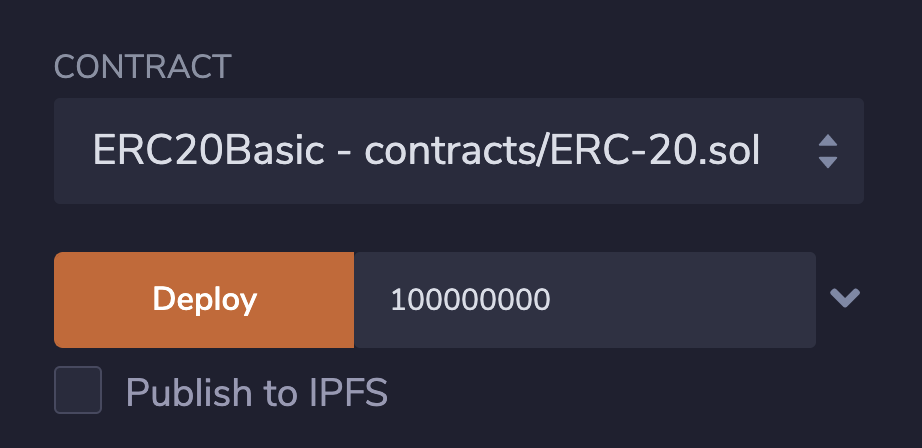 CONTRACT
ERC20Basic - contracts/ERC-20.sol
Deploy 100000000
Publish to IPFS